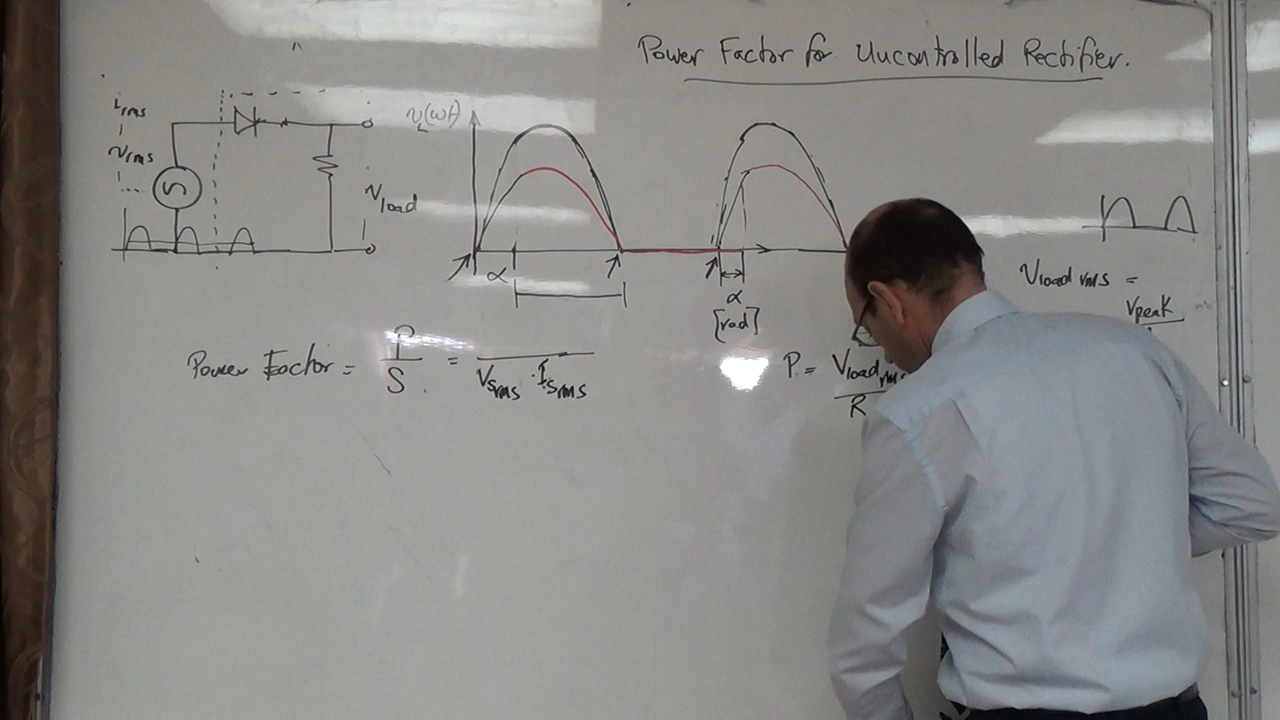 Power Factor for Uncontrolled Rectifier.
irms
vrms
vload
vL(wt)
α
α
[rad]
Vload rms =
Vpeak
Power Factor = P/S = Vsrms . Isrms
P = Vload rms
R